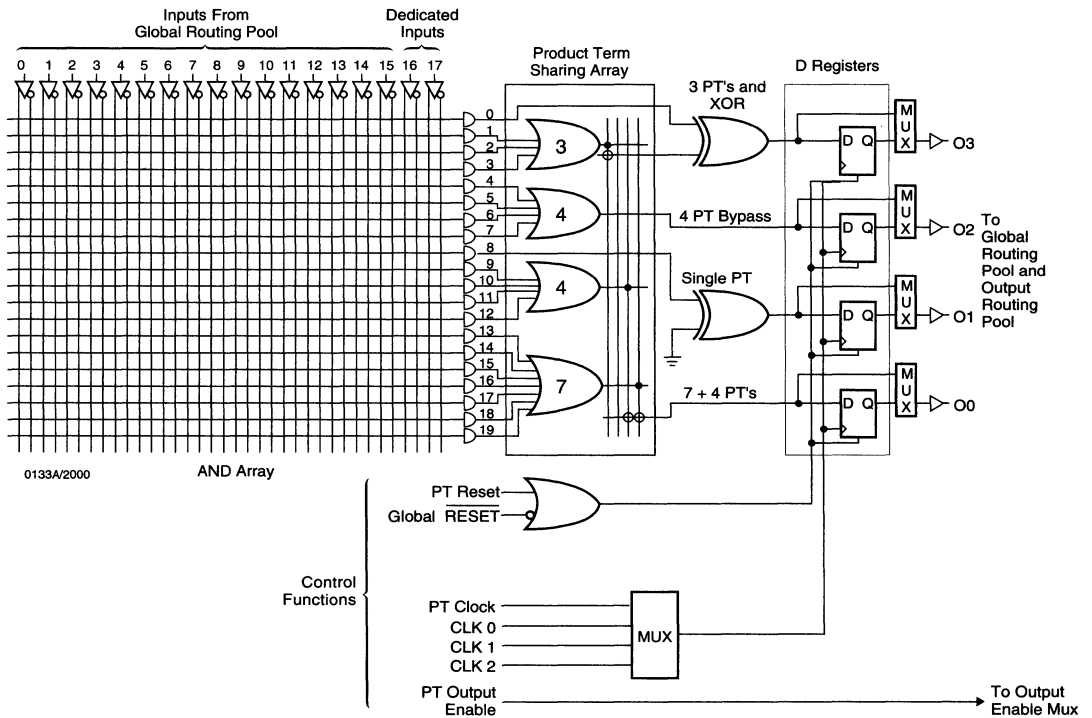 Inputs From
Global Routing Pool
Dedicated
Inputs
0 1 2 3 4 5 6 7 8 9 10 11 12 13 14 15 16 17
Product Term
Sharing Array
3 PT's and
XOR
D Registers
0
1
2
3
4
5
6
7
8
9
10
11
12
13
14
15
16
17
18
19
3
4
4
7
4 PT Bypass
Single PT
7 + 4 PT's
D Q
MUX
O3
D Q
MUX
O2
D Q
MUX
O1
D Q
MUX
O0
To
Global
Routing
Pool and
Output
Routing
Pool
0133A/2000
AND Array
PT Reset
Global RESET
Control
Functions
PT Clock
CLK 0
CLK 1
CLK 2
MUX
PT Output
Enable
To Output
Enable Mux